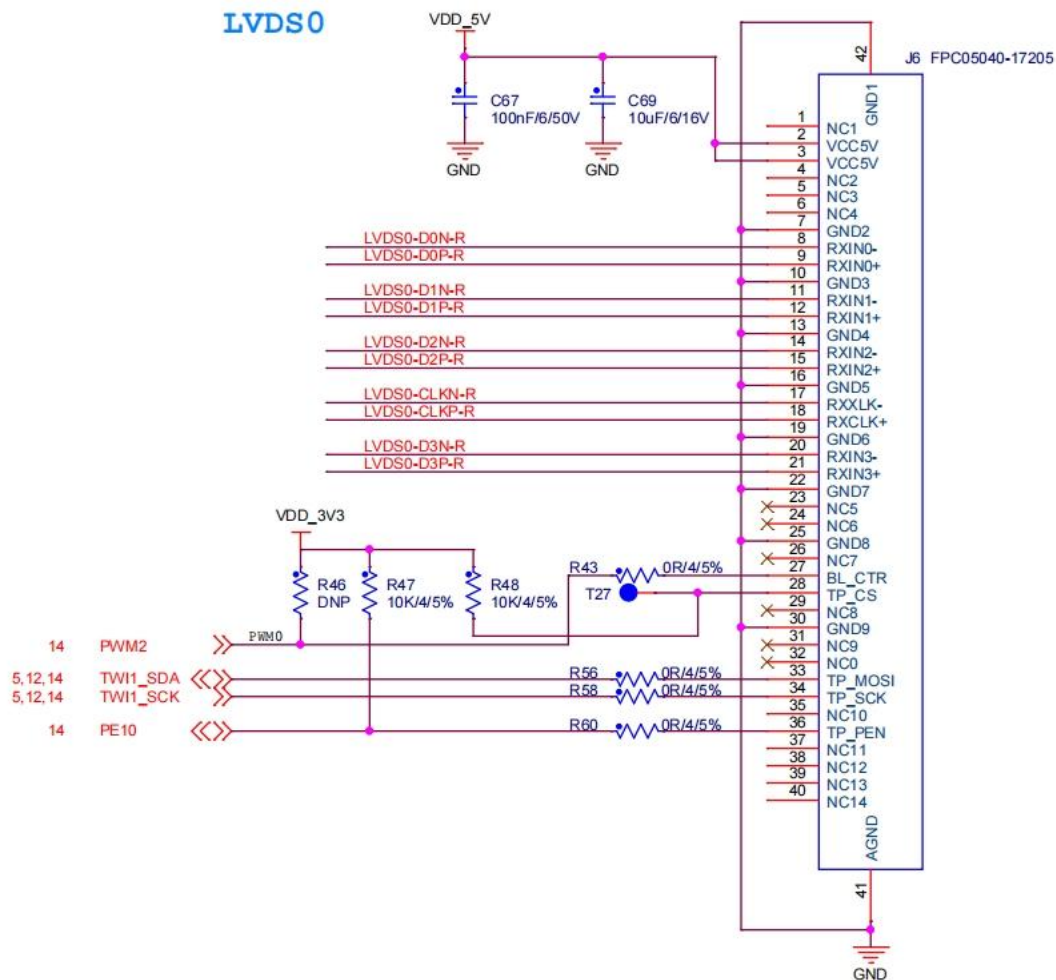 LVDS0
VDD_5V
C67
100nF/6/50V
C69
10uF/6/16V
GND
GND
J6 FPC05040-17205
42
GND1
1 NC1
2 VCC5V
3 VCC5V
4 NC2
5 NC3
6 NC4
7 GND2
LVDS0-D0N-R 8 RXIN0-
LVDS0-D0P-R 9 RXIN0+
10 GND3
LVDS0-D1N-R 11 RXIN1-
LVDS0-D1P-R 12 RXIN1+
13 GND4
LVDS0-D2N-R 14 RXIN2-
LVDS0-D2P-R 15 RXIN2+
16 GND5
LVDS0-CLKN-R 17 RXXLK-
LVDS0-CLKP-R 18 RXCLK+
19 GND6
LVDS0-D3N-R 20 RXIN3-
LVDS0-D3P-R 21 RXIN3+
22 GND7
23 NC5
24 NC6
25 GND8
26 NC7
VDD_3V3
R46
DNP
R47
10K/4/5%
R48
10K/4/5%
R43 0R/4/5% 27 BL_CTR
T27 28 TP_CS
29 NC8
30 GND9
14 PWM2 PWM0 31 NC9
32 NC0
5,12,14 TWI1_SDA R56 0R/4/5% 33 TP_MOSI
5,12,14 TWI1_SCK R58 0R/4/5% 34 TP_SCK
35 NC10
14 PE10 R60 0R/4/5% 36 TP_PEN
37 NC11
38 NC12
39 NC13
40 NC14
AGND
41
GND